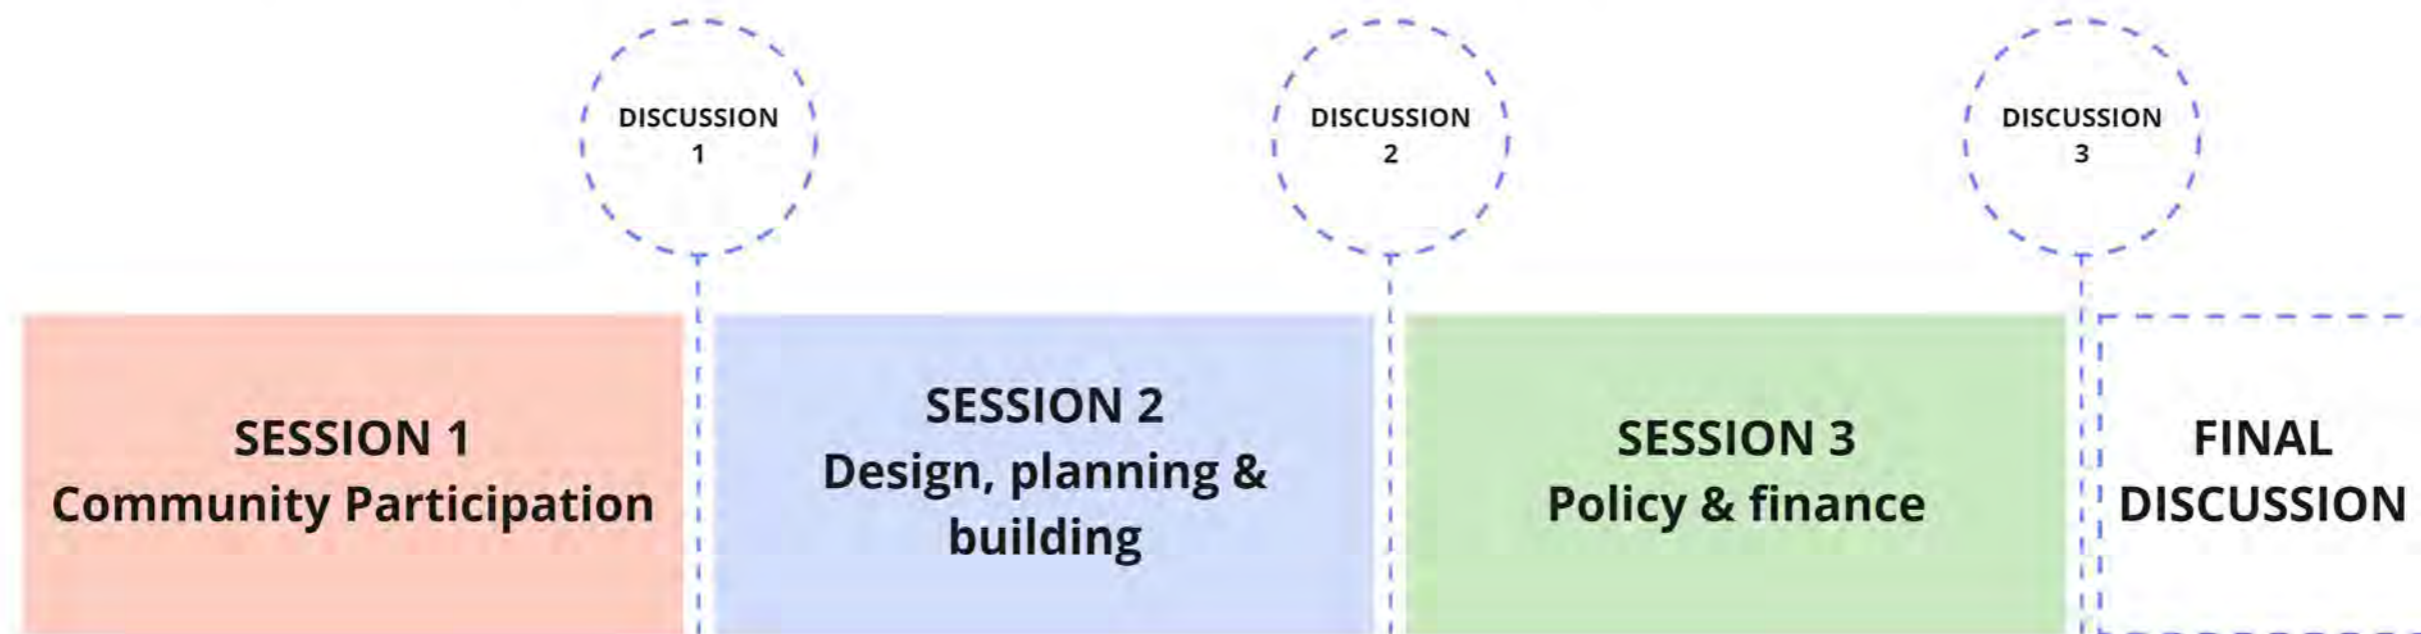 DISCUSSION
1
DISCUSSION
2
DISCUSSION
3
SESSION 1
Community Participation
SESSION 2
Design, planning &
building
SESSION 3
Policy & finance
FINAL
DISCUSSION